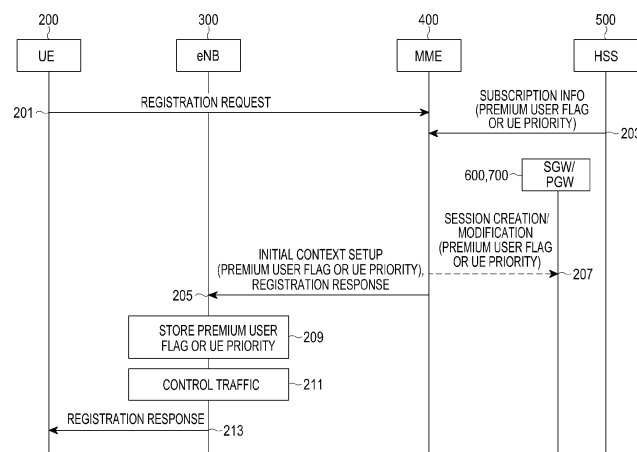 200
300
400
500
UE
eNB
MME
HSS
REGISTRATION REQUEST
201
SUBSCRIPTION INFO
(PREMIUM USER FLAG
OR UE PRIORITY)
203
600,700
SGW/
PGW
SESSION CREATION/
MODIFICATION
(PREMIUM USER FLAG
OR UE PRIORITY)
207
INITIAL CONTEXT SETUP
(PREMIUM USER FLAG OR UE PRIORITY),
REGISTRATION RESPONSE
205
STORE PREMIUM USER
FLAG OR UE PRIORITY
209
CONTROL TRAFFIC
211
REGISTRATION RESPONSE
213